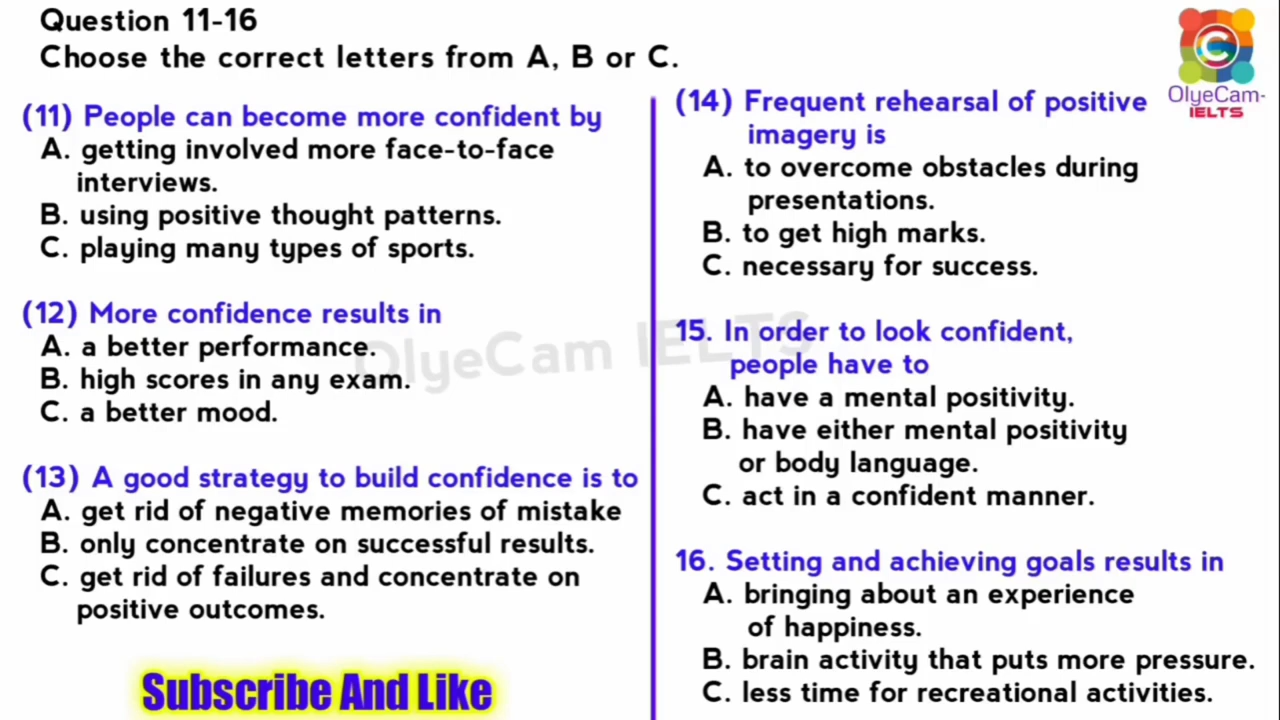 Question 11-16
Choose the correct letters from A, B or C.
(11) People can become more confident by
A. getting involved more face-to-face
interviews.
B. using positive thought patterns.
C. playing many types of sports.
(12) More confidence results in
A. a better performance.
B. high scores in any exam.
C. a better mood.
(13) A good strategy to build confidence is to
A. get rid of negative memories of mistake
B. only concentrate on successful results.
C. get rid of failures and concentrate on
positive outcomes.
Subscribe And Like
(14) Frequent rehearsal of positive
imagery is
A. to overcome obstacles during
presentations.
B. to get high marks.
C. necessary for success.
15. In order to look confident,
people have to
A. have a mental positivity.
B. have either mental positivity
or body language.
C. act in a confident manner.
16. Setting and achieving goals results in
A. bringing about an experience
of happiness.
B. brain activity that puts more pressure.
C. less time for recreational activities.
C
OlyeCam-
IELTS
OlyeCam IELTS